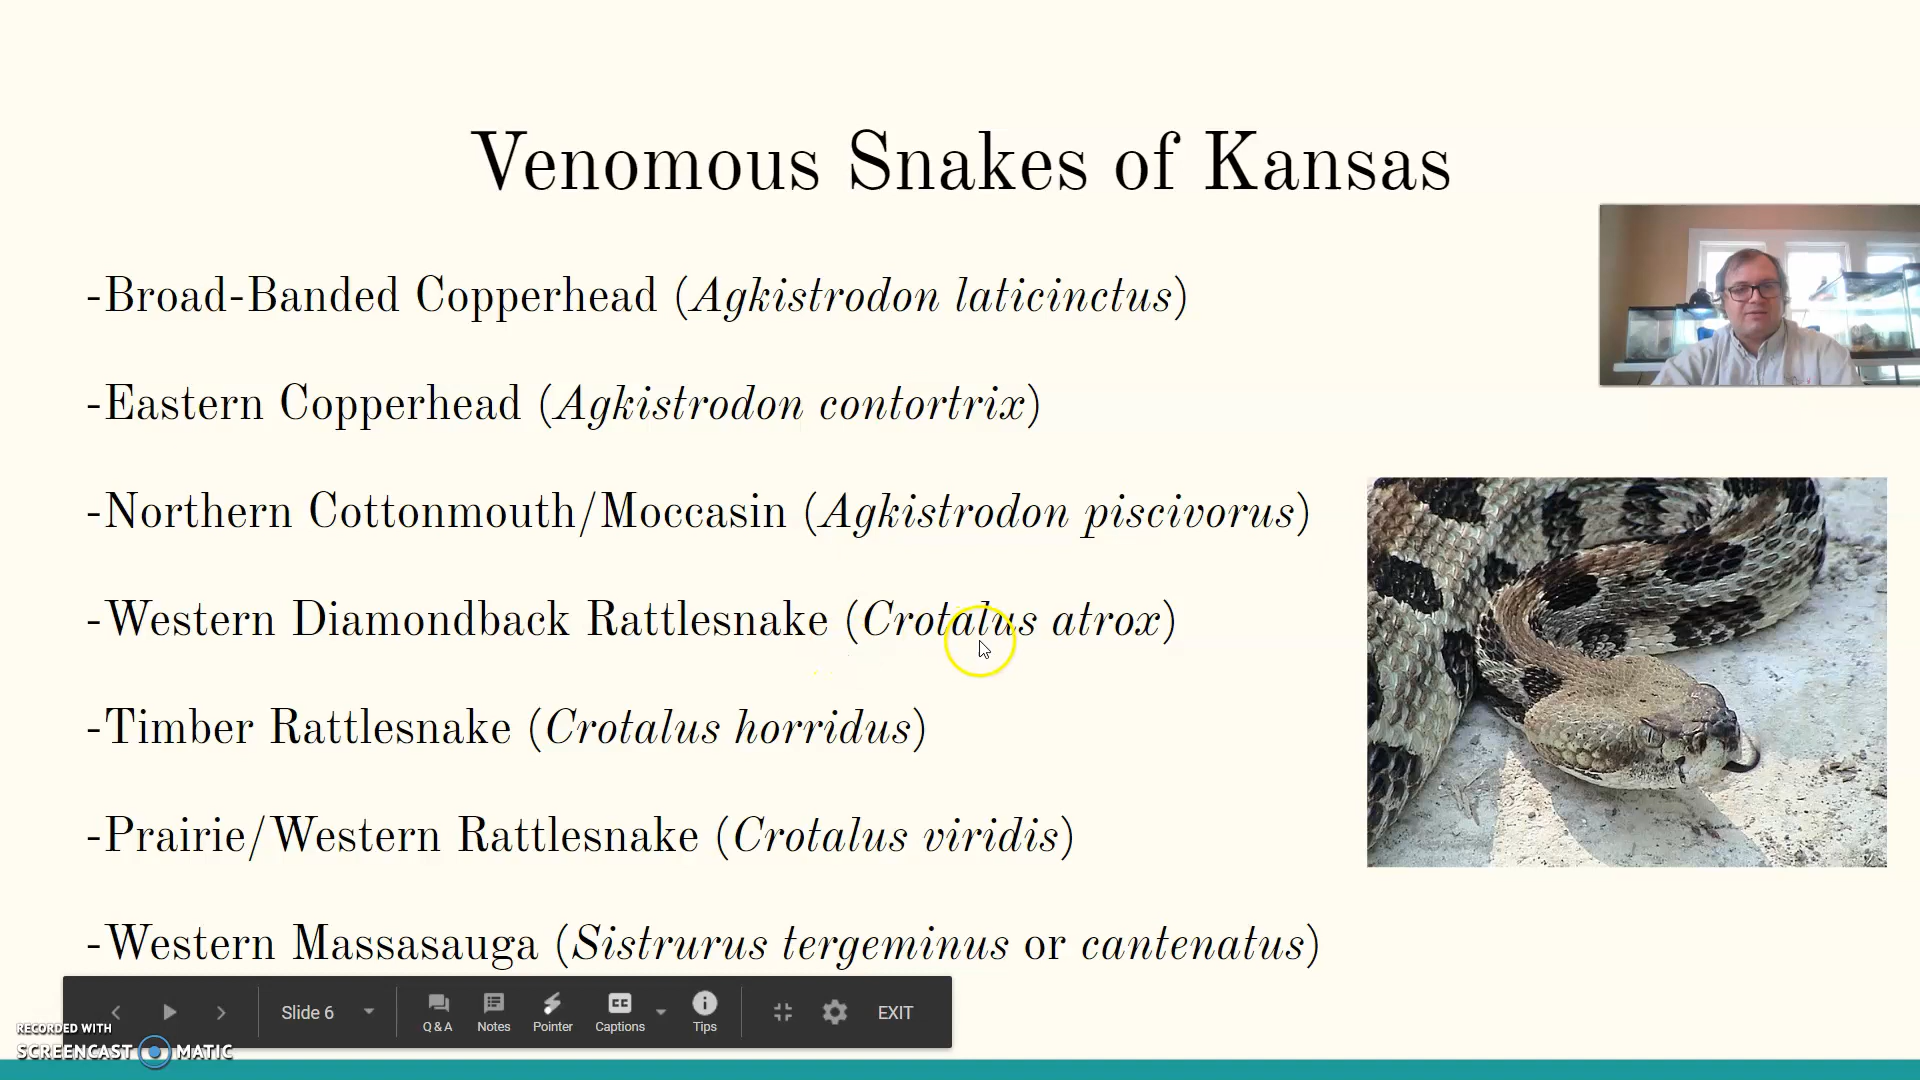 Venomous Snakes of Kansas
-Broad-Banded Copperhead (Agkistrodon laticinctus)
-Eastern Copperhead (Agkistrodon contortrix)
-Northern Cottonmouth/Moccasin (Agkistrodon piscivorus)
-Western Diamondback Rattlesnake (Crotalus atrox)
-Timber Rattlesnake (Crotalus horridus)
-Prairie/Western Rattlesnake (Crotalus viridis)
-Western Massasauga (Sistrurus tergeminus or cantenatus)
Slide 6
Q & A
Notes
Pointer
CC
Captions
Tips
EXIT
RECORDED WITH
SCREENCAST MATIC